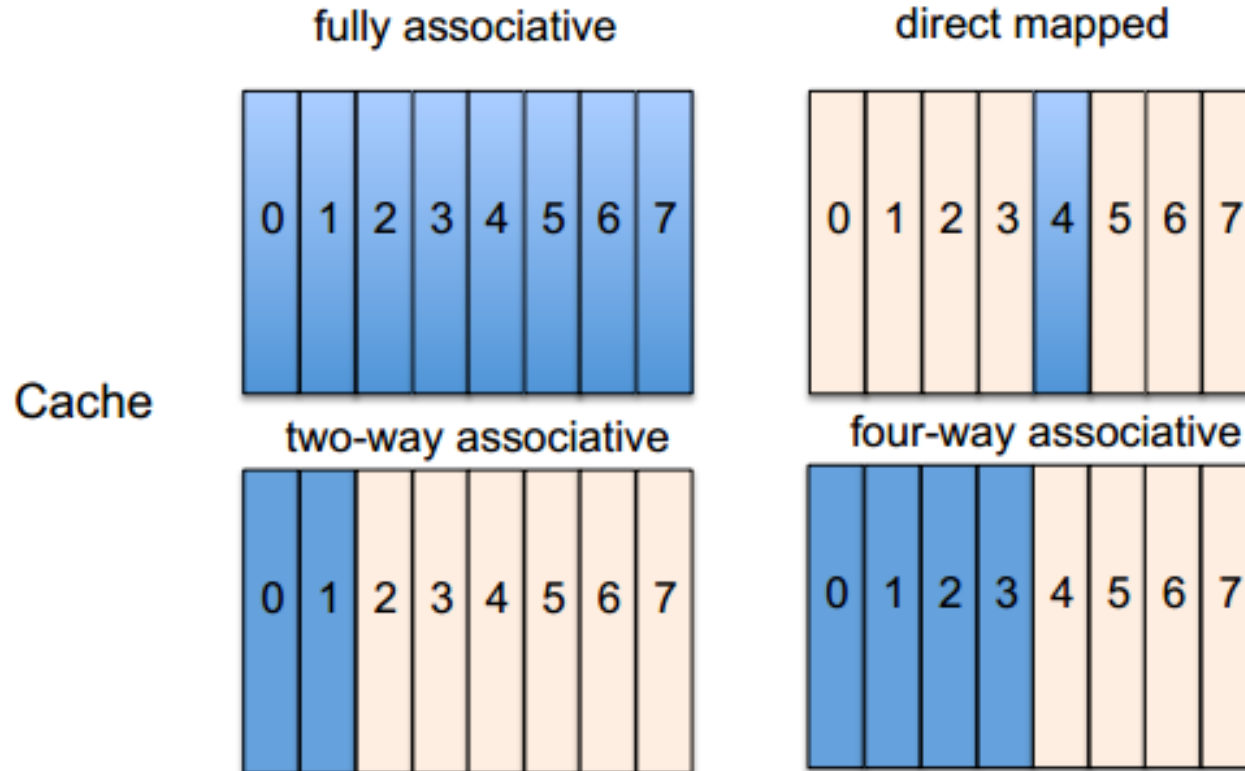 fully associative
direct mapped
0 1 2 3 4 5 6 7
0 1 2 3 4 5 6 7
Cache
two-way associative
four-way associative
0 1 2 3 4 5 6 7
0 1 2 3 4 5 6 7